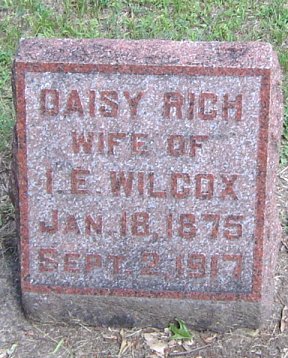 DAISY RICH
WIFE OF
I. E. WILCOX
JAN. 18, 1875
SEPT. 2, 1917